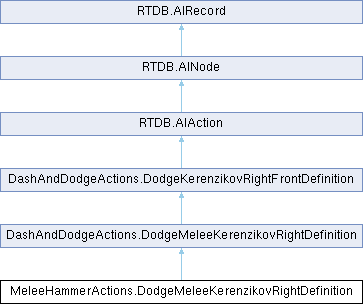 RTDB.AIRecord
RTDB.AINode
RTDB.AIAction
DashAndDodgeActions.DodgeKerenzikovRightFrontDefinition
DashAndDodgeActions.DodgeMeleeKerenzikovRightDefinition
MeleeHammerActions.DodgeMeleeKerenzikovRightDefinition